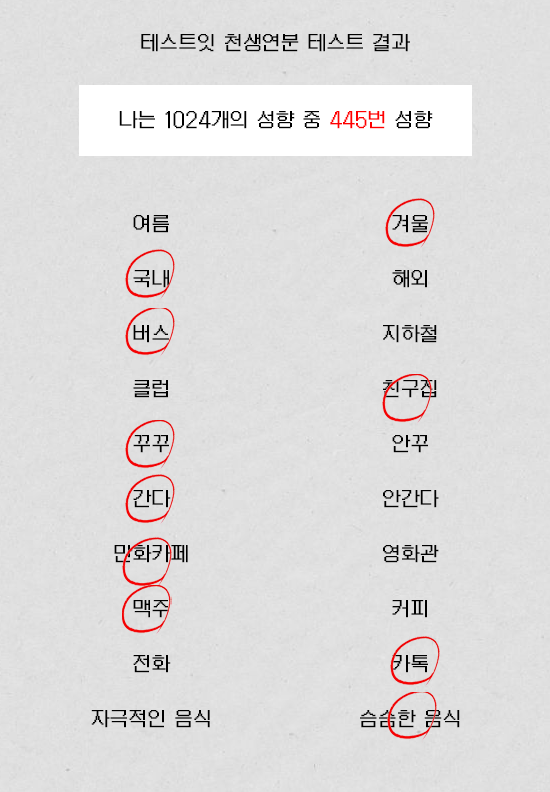 테스트잇 천생연분 테스트 결과
나는 1024개의 성향 중 445번 성향
여름 겨울
국내 해외
버스 지하철
클럽 친구집
꾸꾸 안꾸
간다 안간다
만화카페 영화관
맥주 커피
전화 카톡
자극적인 음식 슴슴한 음식